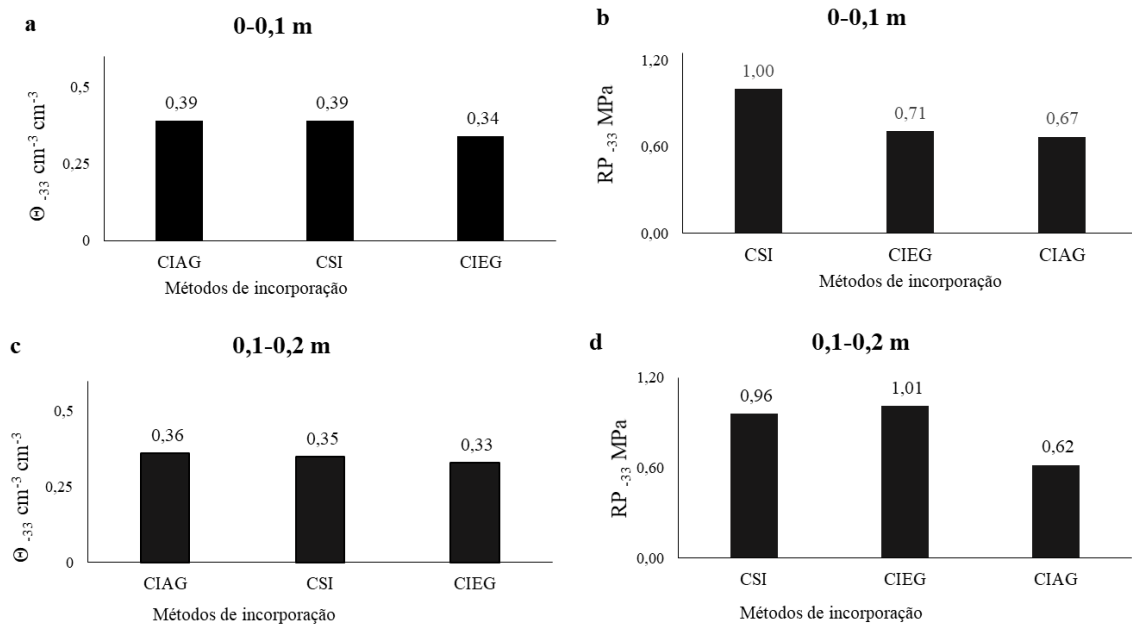 a
0-0,1 m
Θ -33 cm-3 cm-3
0,5
0,25
0
0,39
0,39
0,34
CIAG
CSI
CIEG
Métodos de incorporação
b
0-0,1 m
RP -33 MPa
1,20
0,60
0,00
1,00
0,71
0,67
CSI
CIEG
CIAG
Métodos de incorporação
c
0,1-0,2 m
Θ -33 cm-3 cm-3
0,5
0,25
0
0,36
0,35
0,33
CIAG
CSI
CIEG
Métodos de incorporação
d
0,1-0,2 m
RP -33 MPa
1,20
0,60
0,00
0,96
1,01
0,62
CSI
CIEG
CIAG
Métodos de incorporação